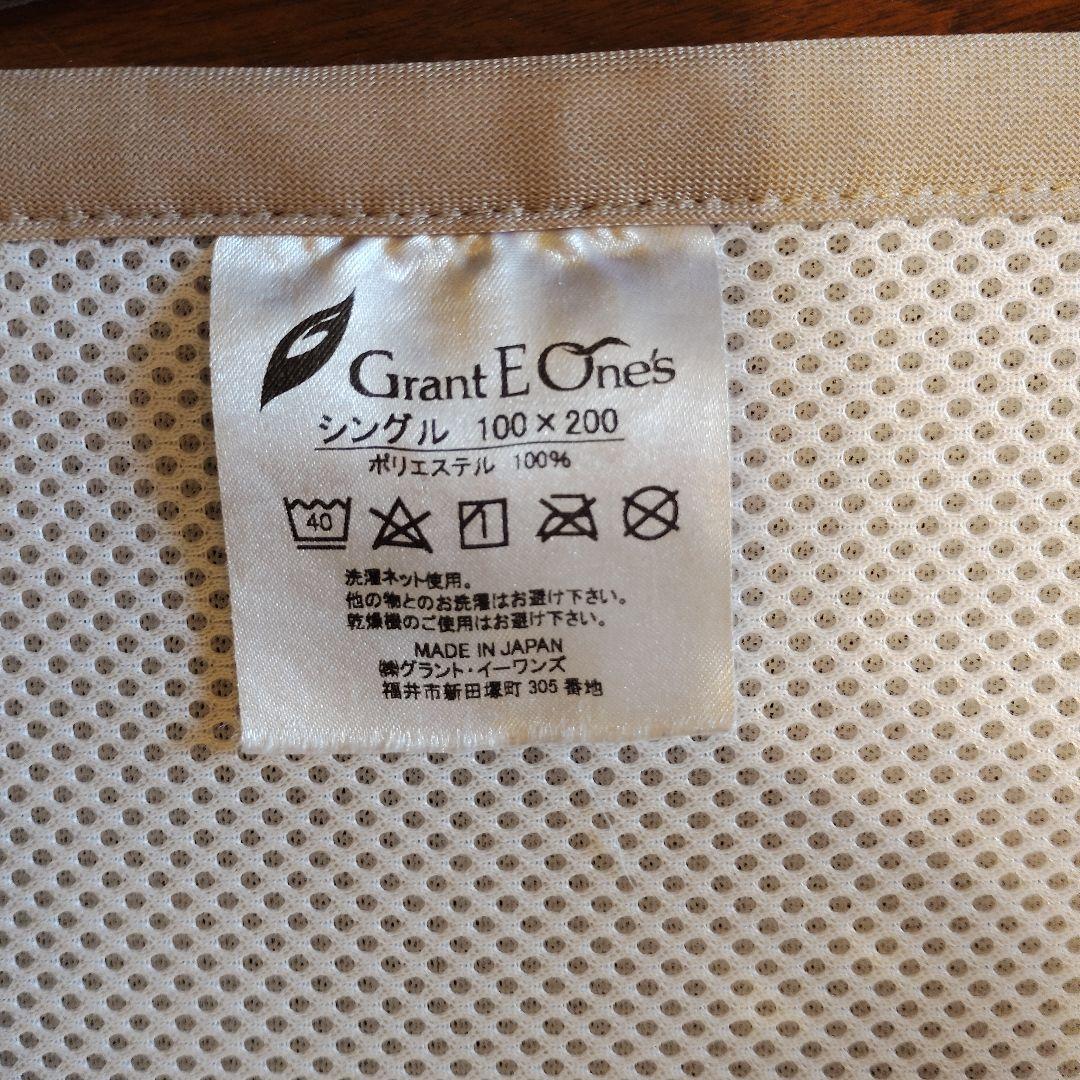 Grant E One's
シングル 100×200
ポリエステル 100%
40
洗濯ネット使用。
他の物とのお洗濯はお避け下さい。
乾燥機のご使用はお避け下さい。
MADE IN JAPAN
㈱グラント・イーワンズ
福井市新田塚町 305 番地